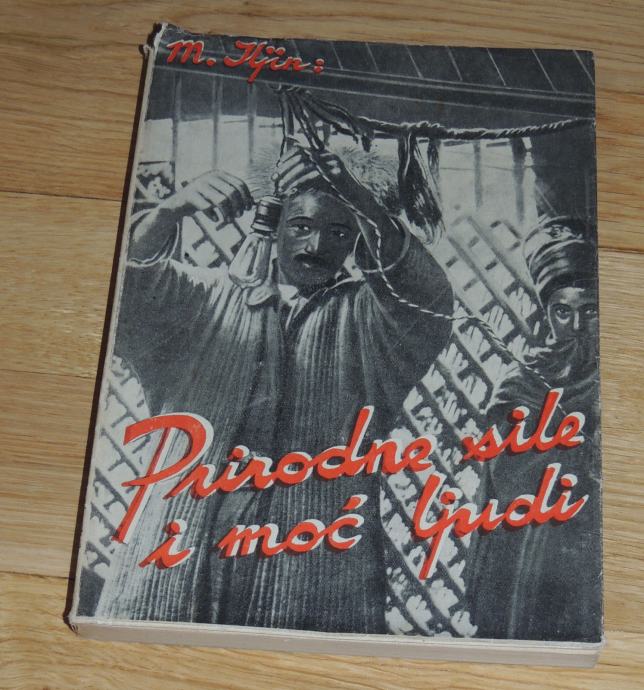 M. Iljin:
Prirodne sile
i moć ljudi